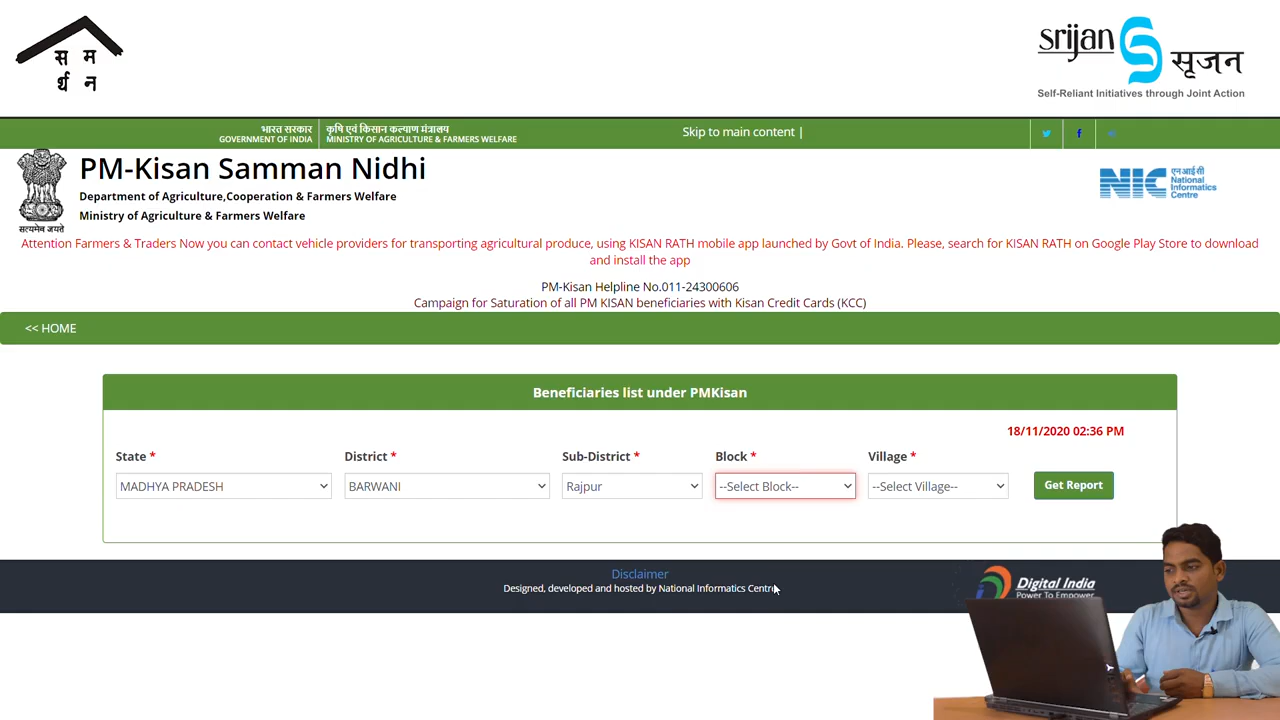 स म
र्थ न
srijan
सृजन
Self-Reliant Initiatives through Joint Action
भारत सरकार
GOVERNMENT OF INDIA
कृषि एवं किसान कल्याण मंत्रालय
MINISTRY OF AGRICULTURE & FARMERS WELFARE
Skip to main content |
PM-Kisan Samman Nidhi
Department of Agriculture,Cooperation & Farmers Welfare
Ministry of Agriculture & Farmers Welfare
सत्यमेव जयते
NIC
एन आई सी
National
Informatics
Centre
Attention Farmers & Traders Now you can contact vehicle providers for transporting agricultural produce, using KISAN RATH mobile app launched by Govt of India. Please, search for KISAN RATH on Google Play Store to download
and install the app
PM-Kisan Helpline No.011-24300606
Campaign for Saturation of all PM KISAN beneficiaries with Kisan Credit Cards (KCC)
<< HOME
Beneficiaries list under PMKisan
18/11/2020 02:36 PM
State * District * Sub-District * Block * Village *
MADHYA PRADESH BARWANI Rajpur --Select Block-- --Select Village-- Get Report
Disclaimer
Designed, developed and hosted by National Informatics Centre
Digital India
Power To Empower